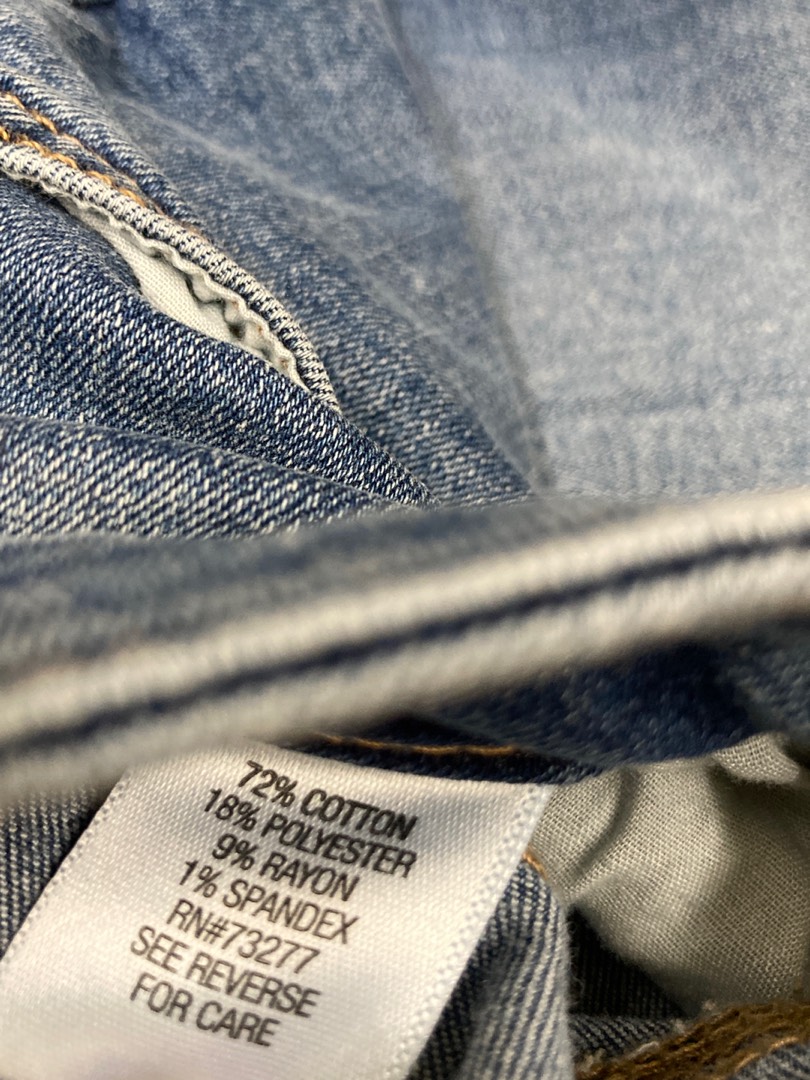 72% COTTON
18% POLYESTER
9% RAYON
1% SPANDEX
RN#73277
SEE REVERSE
FOR CARE